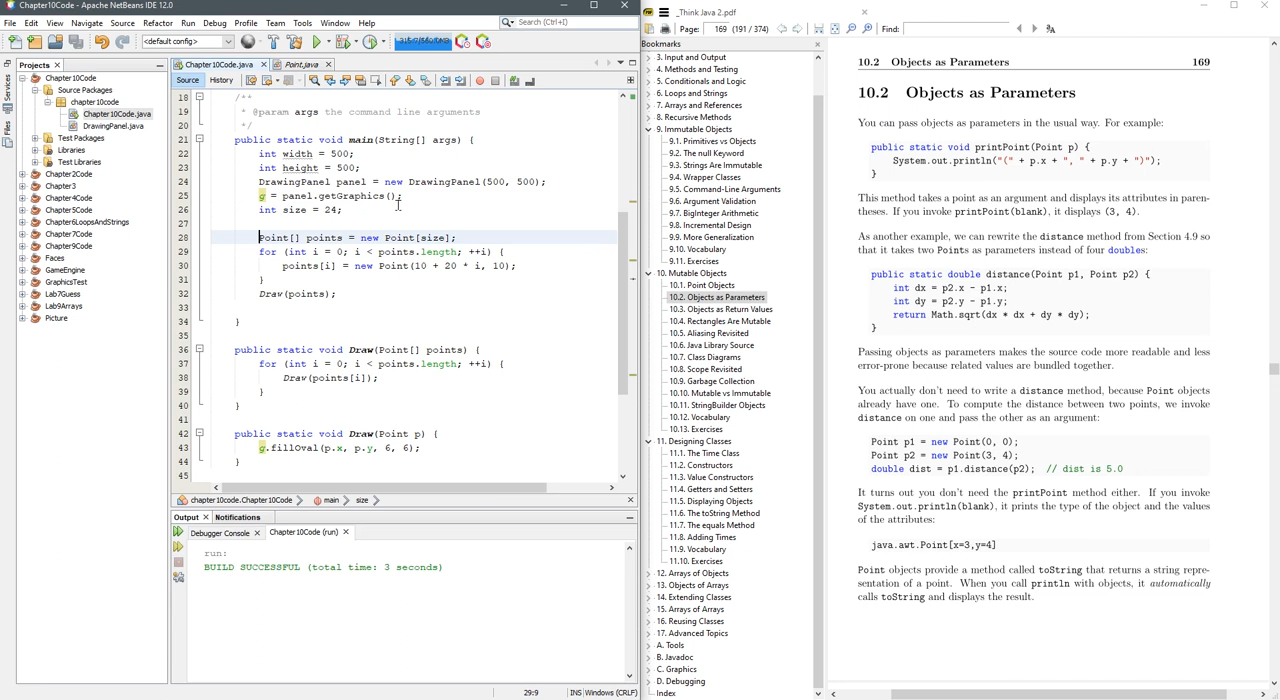 Chapter10Code - Apache NetBeans IDE 12.0
File Edit View Navigate Source Refactor Run Debug Profile Team Tools Window Help
Search (Ctrl+I)
<default config>
Projects
Files
Services
Chapter10Code
Source Packages
chapter10code
Chapter10Code.java
DrawingPanel.java
Test Packages
Libraries
Test Libraries
Chapter2Code
Chapter3
Chapter4Code
Chapter5Code
Chapter6LoopsAndStrings
Chapter7Code
Chapter9Code
Faces
GameEngine
GraphicsTest
Lab7Guess
Lab9Arrays
Picture
Chapter10Code.java
Point.java
Source History
18 /**
19 * @param args the command line arguments
20 */
21 public static void main(String[] args) {
22 int width = 500;
23 int height = 500;
24 DrawingPanel panel = new DrawingPanel(500, 500);
25 g = panel.getGraphics();
26 int size = 24;
28 Point[] points = new Point[size];
29 for (int i = 0; i < points.length; ++i) {
30 points[i] = new Point(10 + 20 * i, 10);
31 }
32 Draw(points);
33
34 }
35
36 public static void Draw(Point[] points) {
37 for (int i = 0; i < points.length; ++i) {
38 Draw(points[i]);
39 }
40 }
41
42 public static void Draw(Point p) {
43 g.fillOval(p.x, p.y, 6, 6);
44 }
45
chapter10code.Chapter10Code
main
size
Output
Notifications
Debugger Console
Chapter10Code (run)
run:
BUILD SUCCESSFUL (total time: 3 seconds)
29:9
INS
Windows (CRLF)
_Think Java 2.pdf
Page: 169 (191 / 374)
Find:
Bookmarks
3. Input and Output
4. Methods and Testing
5. Conditionals and Logic
6. Loops and Strings
7. Arrays and References
8. Recursive Methods
9. Immutable Objects
9.1. Primitives vs Objects
9.2. The null Keyword
9.3. Strings Are Immutable
9.4. Wrapper Classes
9.5. Command-Line Arguments
9.6. Argument Validation
9.7. BigInteger Arithmetic
9.8. Incremental Design
9.9. More Generalization
9.10. Vocabulary
9.11. Exercises
10. Mutable Objects
10.1. Point Objects
10.2. Objects as Parameters
10.3. Objects as Return Values
10.4. Rectangles Are Mutable
10.5. Aliasing Revisited
10.6. Java Library Source
10.7. Class Diagrams
10.8. Scope Revisited
10.9. Garbage Collection
10.10. Mutable vs Immutable
10.11. StringBuilder Objects
10.12. Vocabulary
10.13. Exercises
11. Designing Classes
11.1. The Time Class
11.2. Constructors
11.3. Value Constructors
11.4. Getters and Setters
11.5. Displaying Objects
11.6. The toString Method
11.7. The equals Method
11.8. Adding Times
11.9. Vocabulary
11.10. Exercises
12. Arrays of Objects
13. Objects of Arrays
14. Extending Classes
15. Arrays of Arrays
16. Reusing Classes
17. Advanced Topics
A. Tools
B. Javadoc
C. Graphics
D. Debugging
Index
10.2 Objects as Parameters 169
10.2 Objects as Parameters
You can pass objects as parameters in the usual way. For example:
public static void printPoint(Point p) {
System.out.println("(" + p.x + ", " + p.y + ")");
}
This method takes a point as an argument and displays its attributes in paren-
theses. If you invoke printPoint(blank), it displays (3, 4).
As another example, we can rewrite the distance method from Section 4.9 so
that it takes two Points as parameters instead of four doubles:
public static double distance(Point p1, Point p2) {
int dx = p2.x - p1.x;
int dy = p2.y - p1.y;
return Math.sqrt(dx * dx + dy * dy);
}
Passing objects as parameters makes the source code more readable and less
error-prone because related values are bundled together.
You actually don't need to write a distance method, because Point objects
already have one. To compute the distance between two points, we invoke
distance on one and pass the other as an argument:
Point p1 = new Point(0, 0);
Point p2 = new Point(3, 4);
double dist = p1.distance(p2); // dist is 5.0
It turns out you don't need the printPoint method either. If you invoke
System.out.println(blank), it prints the type of the object and the values
of the attributes:
java.awt.Point[x=3,y=4]
Point objects provide a method called toString that returns a string repre-
sentation of a point. When you call println with objects, it automatically
calls toString and displays the result.